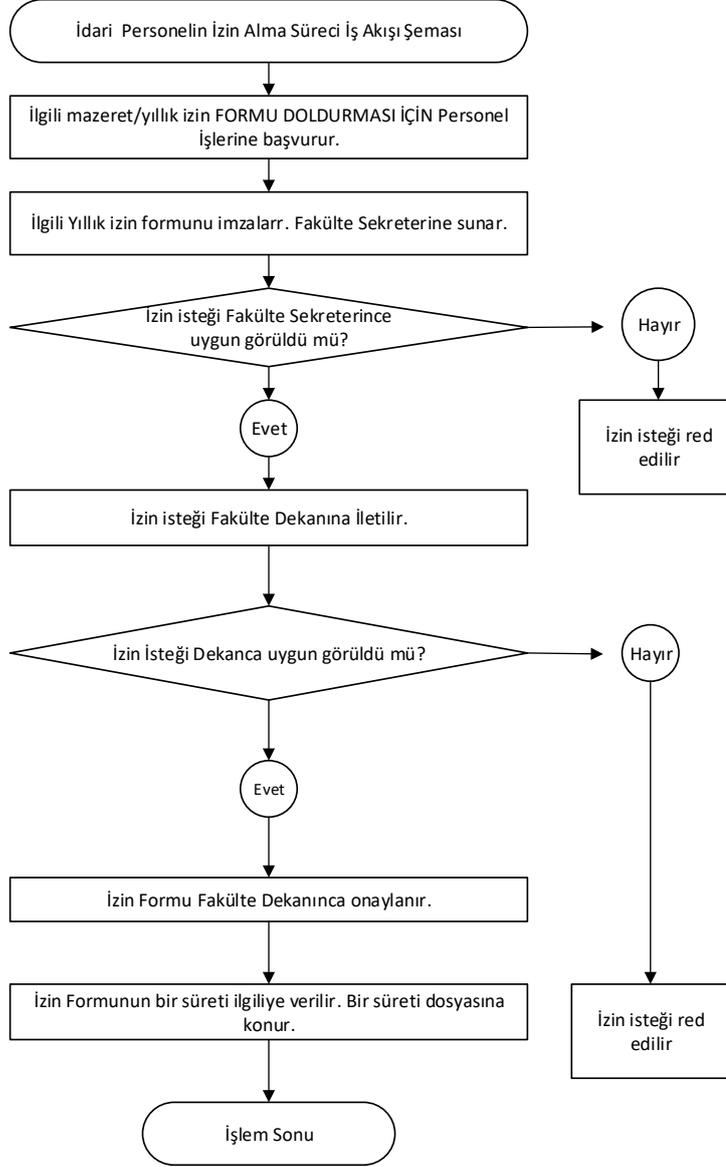 İdari  Personelin İzin Alma Süreci İş Akışı Şeması
İlgili mazeret/yıllık izin FORMU DOLDURMASI İÇİN Personel
İşlerine başvurur.
İlgili Yıllık izin formunu imzalarr. Fakülte Sekreterine sunar.
İzin isteği Fakülte Sekreterince
uygun görüldü mü?
Hayır
Evet
İzin isteği red
edilir
İzin isteği Fakülte Dekanına İletilir.
İzin İsteği Dekanca uygun görüldü mü?
Hayır
Evet
İzin Formu Fakülte Dekanınca onaylanır.
İzin Formunun bir süreti ilgiliye verilir. Bir süreti dosyasına
konur.
İzin isteği red
edilir
İşlem Sonu